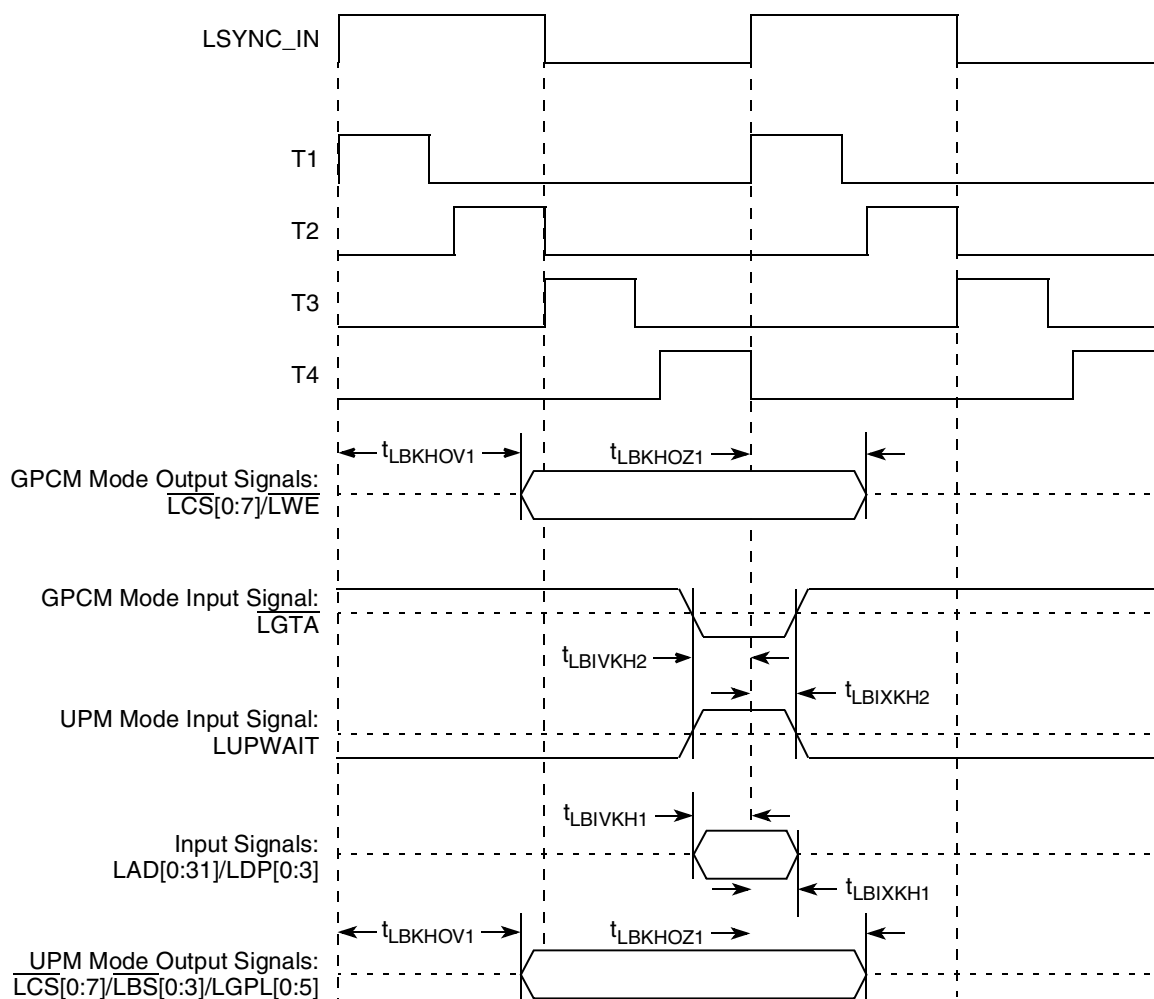 LSYNC_IN
T1
T2
T3
T4
tLBKHOV1
tLBKHOZ1
GPCM Mode Output Signals:
LCS[0:7]/LWE
GPCM Mode Input Signal:
LGTA
tLBIVKH2
tLBIXKH2
UPM Mode Input Signal:
LUPWAIT
tLBIVKH1
Input Signals:
LAD[0:31]/LDP[0:3]
tLBIXKH1
tLBKHOV1
tLBKHOZ1
UPM Mode Output Signals:
LCS[0:7]/LBS[0:3]/LGPL[0:5]